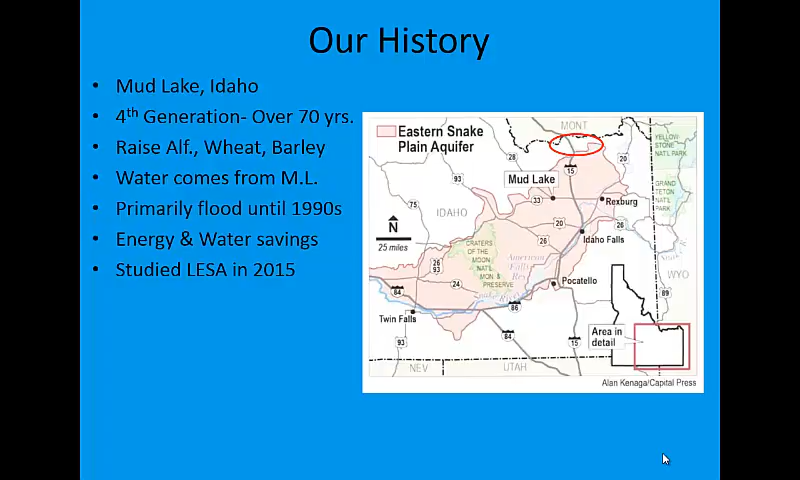 Our History
• Mud Lake, Idaho
• 4th Generation- Over 70 yrs.
• Raise Alf., Wheat, Barley
• Water comes from M.L.
• Primarily flood until 1990s
• Energy & Water savings
• Studied LESA in 2015
Eastern Snake
Plain Aquifer
MONT
YELLOW
STONE
NAT'L PARK
28
20
15
93
Mud Lake
GRAND
TETON
NAT'L
PARK
33
Rexburg
75
IDAHO
20
26
N
25 miles
26
Idaho Falls
CRATERS
OF THE
MOON
NAT'L
MON &
PRESERVE
American
Falls
Res.
26
93
WYO
24
Pocatello
89
84
Snake River
86
Twin Falls
Area in
detail
93
84
15
NEV
UTAH
Alan Kenaga/Capital Press